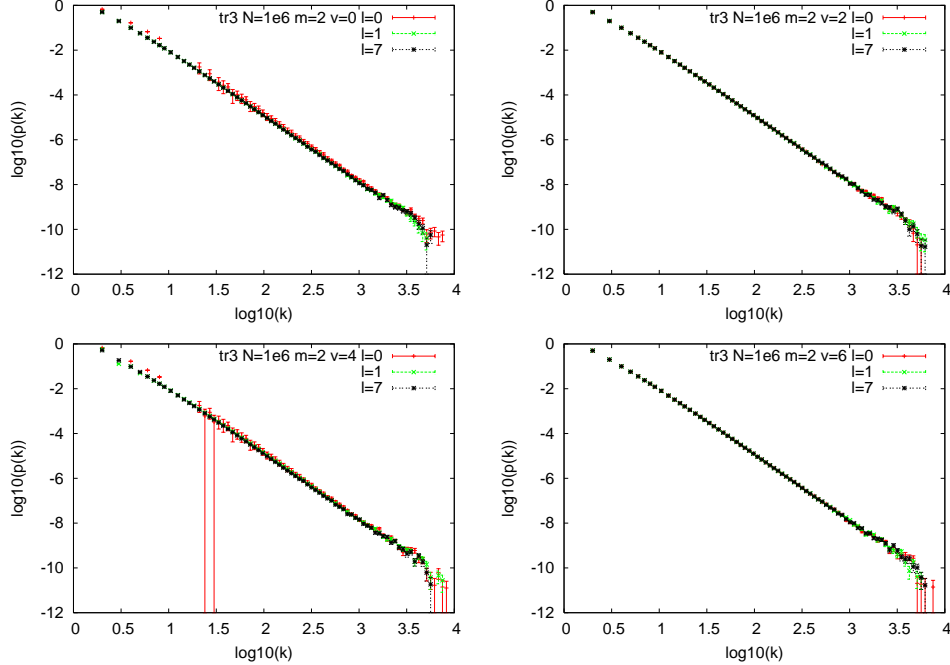 0
-2
-4
-6
-8
-10
-12
0 0.5 1 1.5 2 2.5 3 3.5 4
log10(p(k))
log10(k)
tr3 N=1e6 m=2 v=0 l=0
l=1
l=7
0
-2
-4
-6
-8
-10
-12
0 0.5 1 1.5 2 2.5 3 3.5 4
log10(p(k))
log10(k)
tr3 N=1e6 m=2 v=2 l=0
l=1
l=7
0
-2
-4
-6
-8
-10
-12
0 0.5 1 1.5 2 2.5 3 3.5 4
log10(p(k))
log10(k)
tr3 N=1e6 m=2 v=4 l=0
l=1
l=7
0
-2
-4
-6
-8
-10
-12
0 0.5 1 1.5 2 2.5 3 3.5 4
log10(p(k))
log10(k)
tr3 N=1e6 m=2 v=6 l=0
l=1
l=7